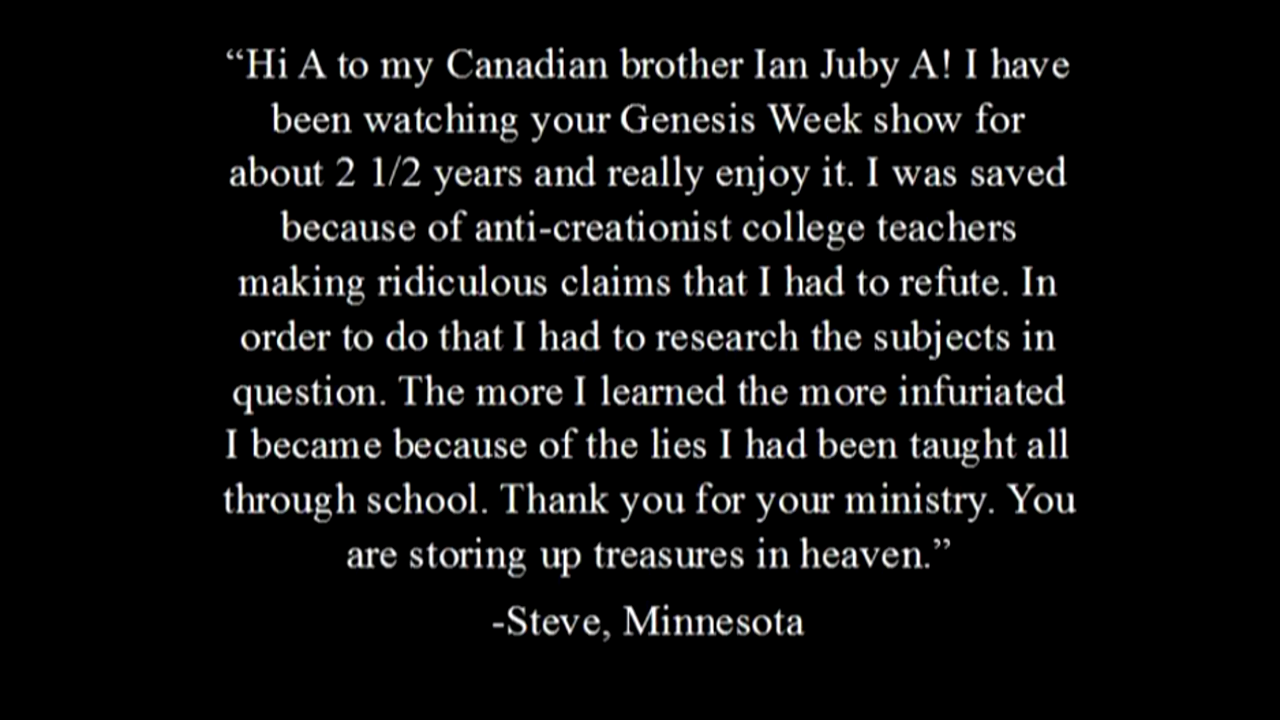 “Hi A to my Canadian brother Ian Juby A! I have
been watching your Genesis Week show for
about 2 1/2 years and really enjoy it. I was saved
because of anti-creationist college teachers
making ridiculous claims that I had to refute. In
order to do that I had to research the subjects in
question. The more I learned the more infuriated
I became because of the lies I had been taught all
through school. Thank you for your ministry. You
are storing up treasures in heaven.”
-Steve, Minnesota